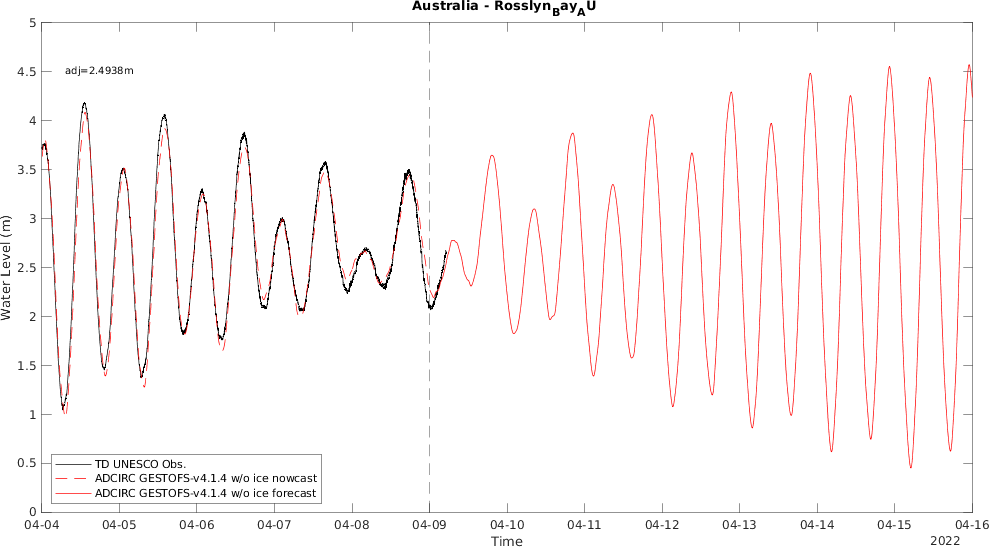 Australia - Rosslyn_Bay_AU
adj=2.4938m
Water Level (m)
5
4.5
4
3.5
3
2.5
2
1.5
1
0.5
0
TD UNESCO Obs.
ADCIRC GESTOFS-v4.1.4 w/o ice nowcast
ADCIRC GESTOFS-v4.1.4 w/o ice forecast
04-04 04-05 04-06 04-07 04-08 04-09 04-10 04-11 04-12 04-13 04-14 04-15 04-16
Time
2022